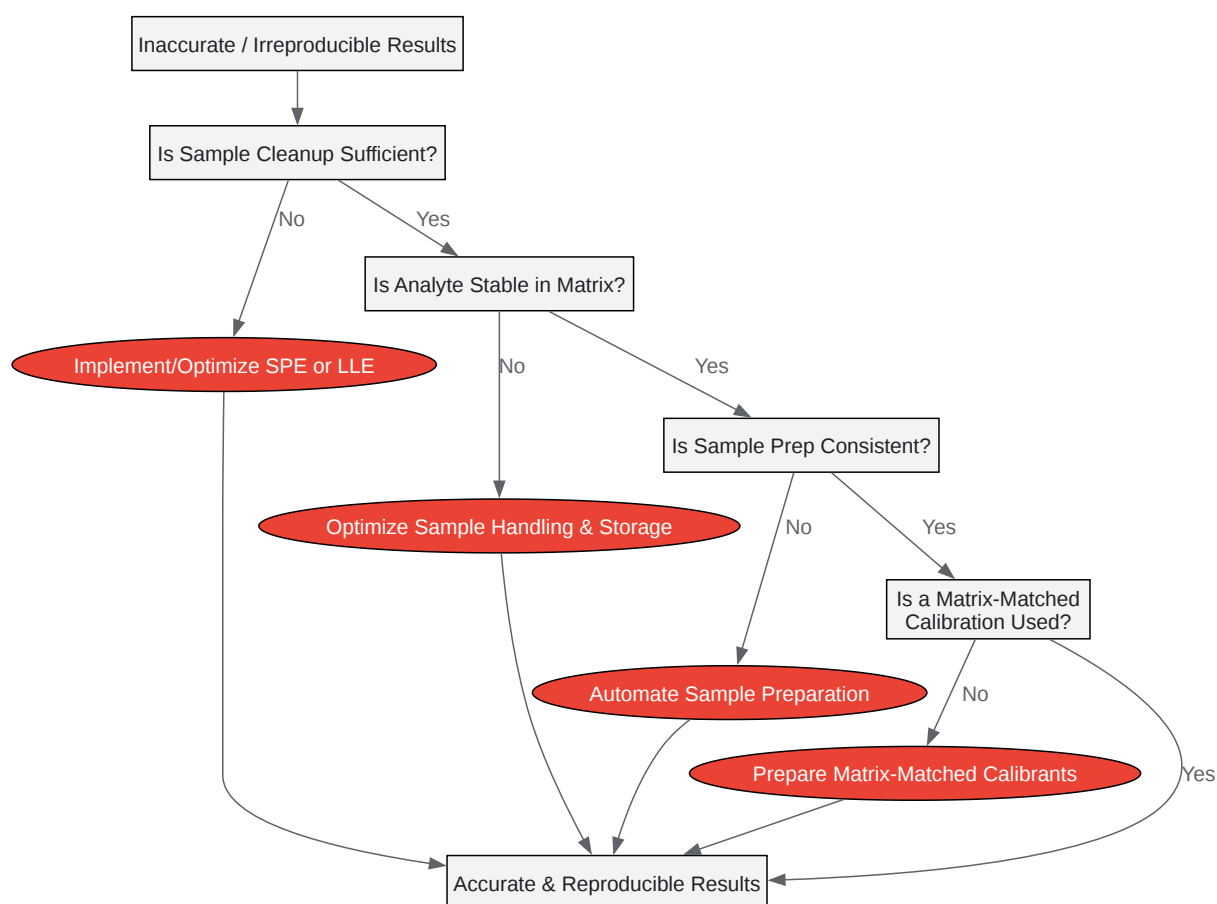 Inaccurate / Irreproducible Results
Is Sample Cleanup Sufficient?
No
Yes
Is Analyte Stable in Matrix?
Implement/Optimize SPE or LLE
No
Yes
Is Sample Prep Consistent?
Optimize Sample Handling & Storage
No
Yes
Is a Matrix-Matched
Calibration Used?
Automate Sample Preparation
No
Prepare Matrix-Matched Calibrants
Yes
Accurate & Reproducible Results